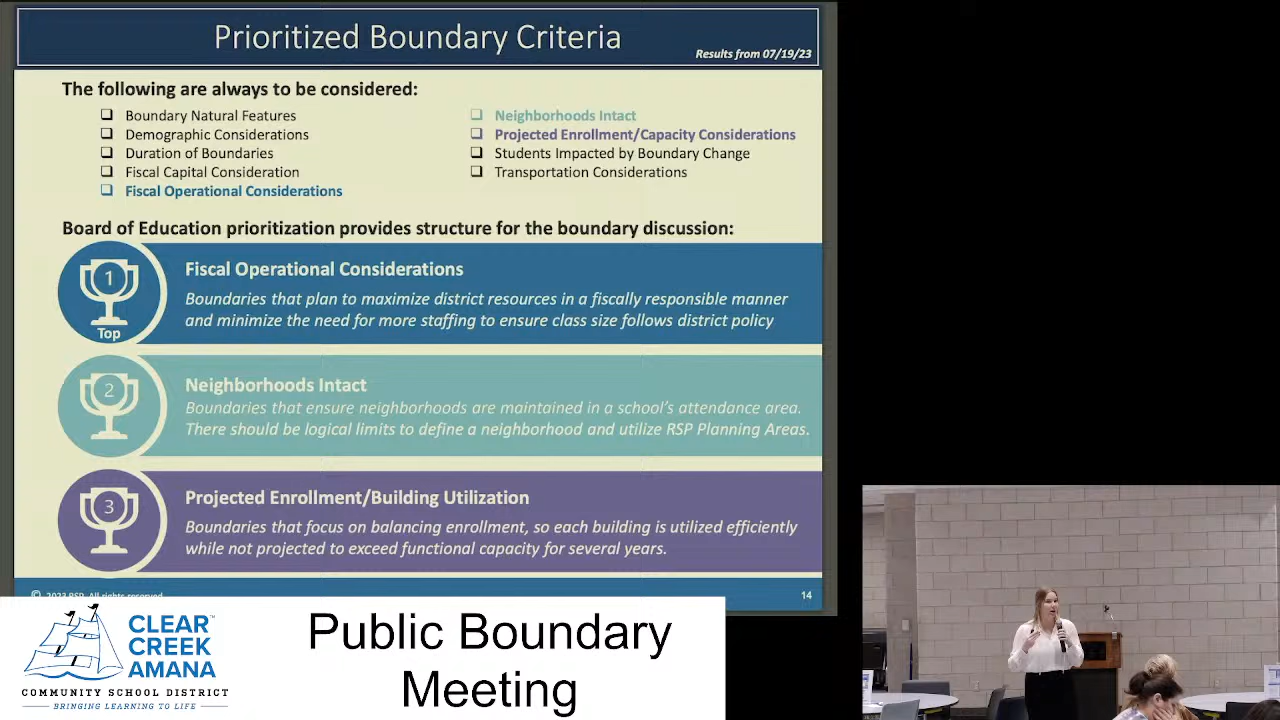 Prioritized Boundary Criteria
Results from 07/19/23
The following are always to be considered:
Boundary Natural Features
Demographic Considerations
Duration of Boundaries
Fiscal Capital Consideration
Fiscal Operational Considerations
Neighborhoods Intact
Projected Enrollment/Capacity Considerations
Students Impacted by Boundary Change
Transportation Considerations
Board of Education prioritization provides structure for the boundary discussion:
1
Top
Fiscal Operational Considerations
Boundaries that plan to maximize district resources in a fiscally responsible manner
and minimize the need for more staffing to ensure class size follows district policy
2
Neighborhoods Intact
Boundaries that ensure neighborhoods are maintained in a school's attendance area.
There should be logical limits to define a neighborhood and utilize RSP Planning Areas.
3
Projected Enrollment/Building Utilization
Boundaries that focus on balancing enrollment, so each building is utilized efficiently
while not projected to exceed functional capacity for several years.
© 2023 RSP. All rights reserved
14
CLEAR™
CREEK
AMANA
COMMUNITY SCHOOL DISTRICT
BRINGING LEARNING TO LIFE
Public Boundary
Meeting